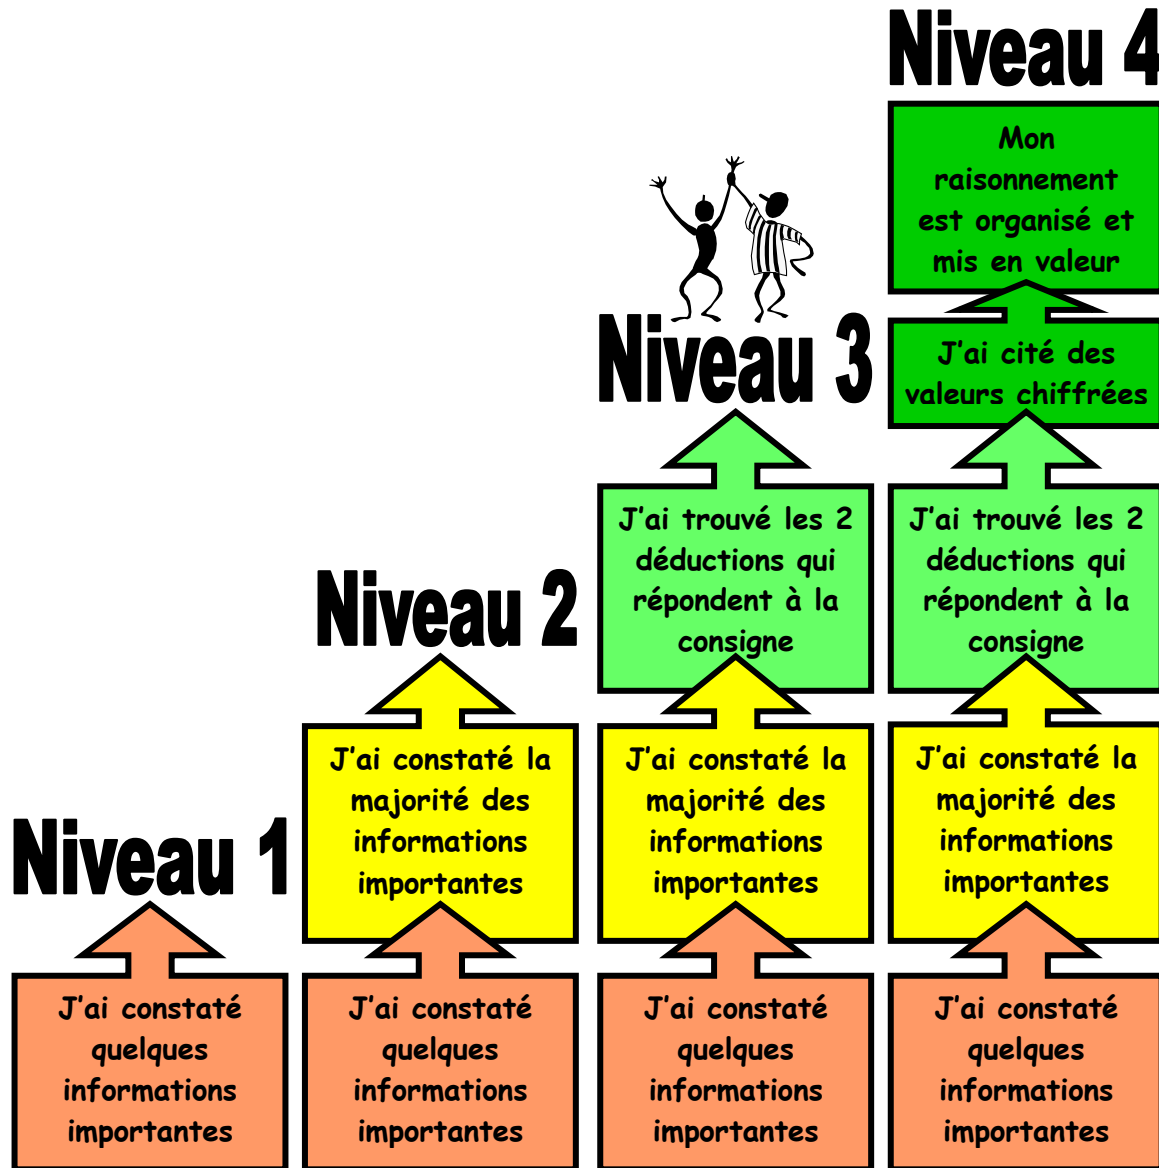 Niveau 4
Mon
raisonnement
est organisé et
mis en valeur
Niveau 3
J'ai cité des
valeurs chiffrées
Niveau 2
J'ai trouvé les 2
déductions qui
répondent à la
consigne
J'ai trouvé les 2
déductions qui
répondent à la
consigne
Niveau 1
J'ai constaté la
majorité des
informations
importantes
J'ai constaté la
majorité des
informations
importantes
J'ai constaté la
majorité des
informations
importantes
J'ai constaté
quelques
informations
importantes
J'ai constaté
quelques
informations
importantes
J'ai constaté
quelques
informations
importantes
J'ai constaté
quelques
informations
importantes